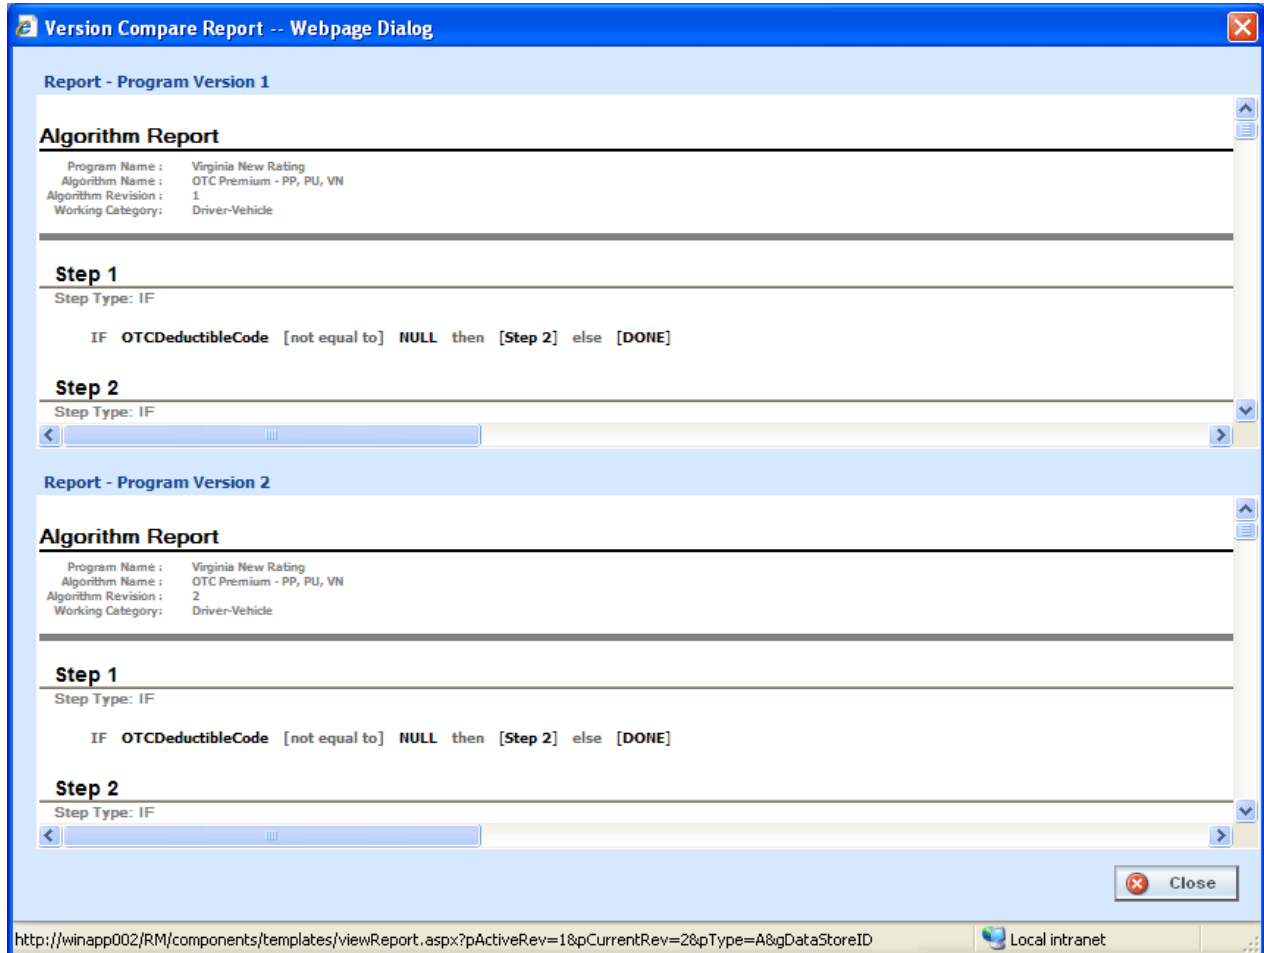 Version Compare Report -- Webpage Dialog
Report - Program Version 1
Algorithm Report
Program Name : Virginia New Rating
Algorithm Name : OTC Premium - PP, PU, VN
Algorithm Revision : 1
Working Category: Driver-Vehicle
Step 1
Step Type: IF
IF OTCDeductibleCode [not equal to] NULL then [Step 2] else [DONE]
Step 2
Step Type: IF
Report - Program Version 2
Algorithm Report
Program Name : Virginia New Rating
Algorithm Name : OTC Premium - PP, PU, VN
Algorithm Revision : 2
Working Category: Driver-Vehicle
Step 1
Step Type: IF
IF OTCDeductibleCode [not equal to] NULL then [Step 2] else [DONE]
Step 2
Step Type: IF
Close
http://winapp002/RM/components/templates/viewReport.aspx?pActiveRev=1&pCurrentRev=2&pType=A&gDataStoreID Local intranet